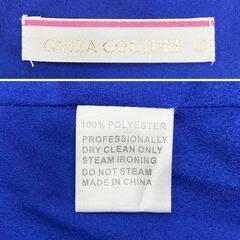 GINZA COUTURE
100% POLYESTER
PROFESSIONALLY
DRY CLEAN ONLY
STEAM IRONING
DO NOT STEAM
MADE IN CHINA